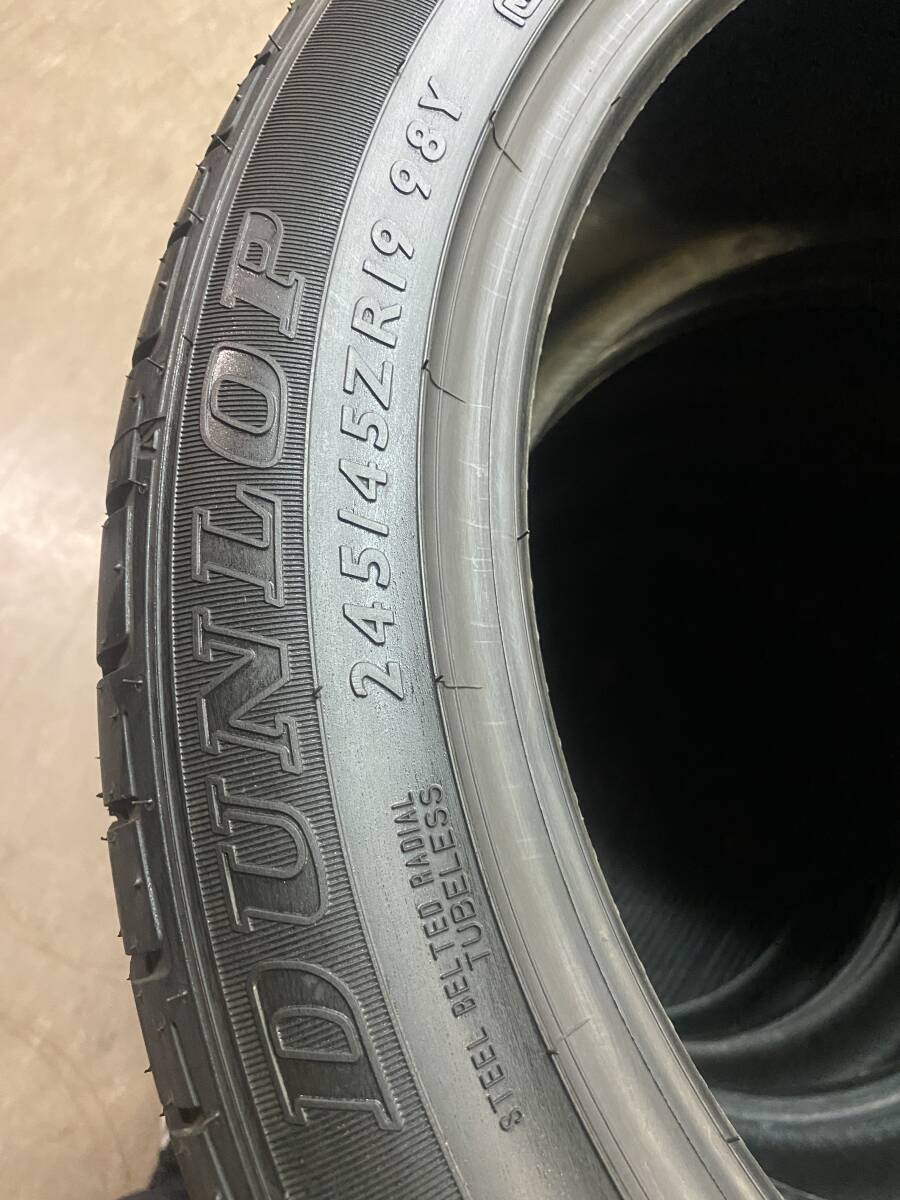 DUNLOP
245/45ZR19 98Y
STEEL BELTED RADIAL
TUBELESS